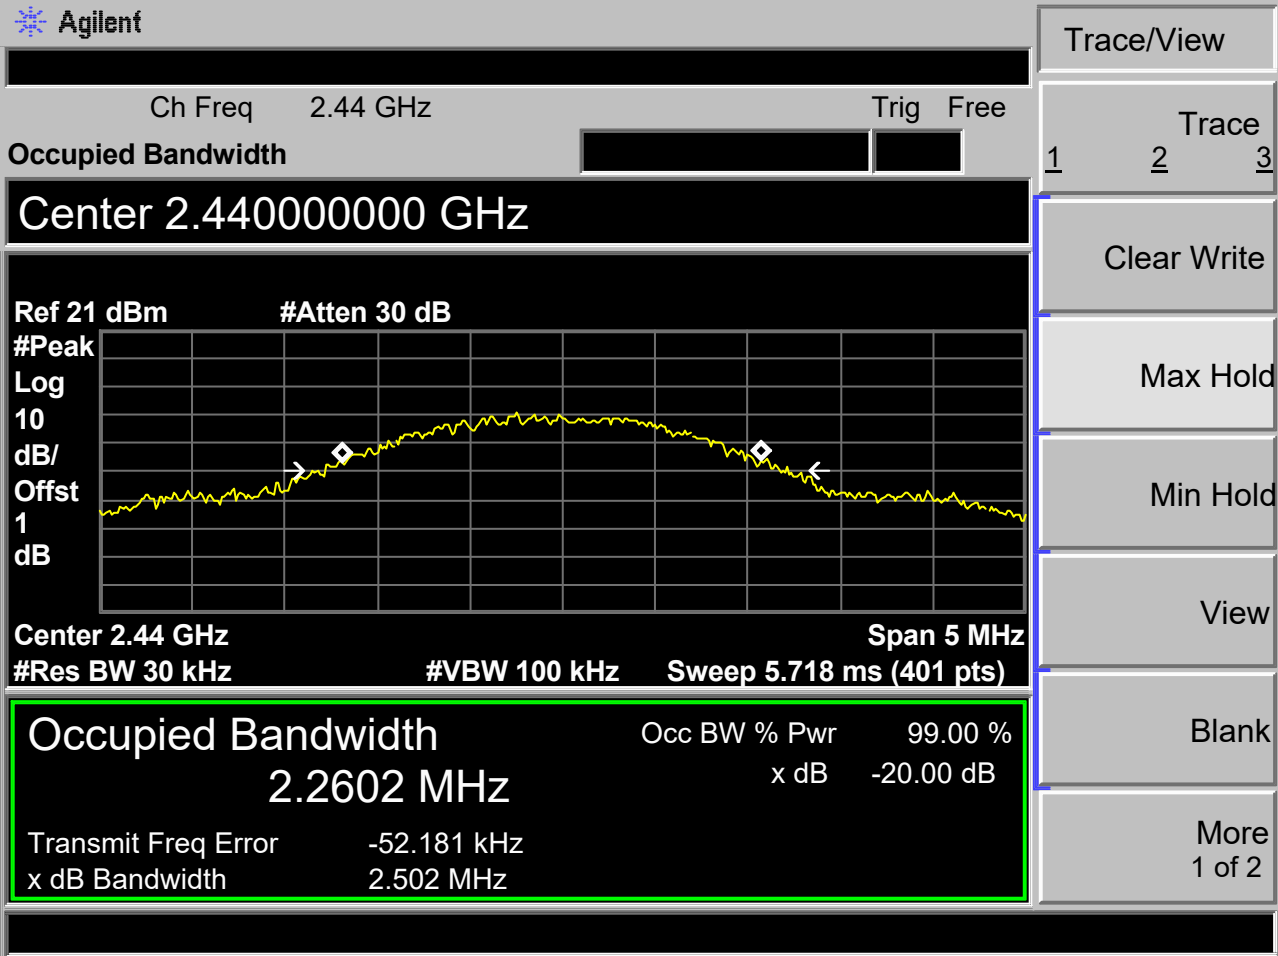 Agilent
Trace/View
Ch Freq 2.44 GHz Trig Free
Occupied Bandwidth
Trace
1 2 3
Center 2.440000000 GHz
Clear Write
Ref 21 dBm #Atten 30 dB
#Peak
Log
10
dB/
Offst
1
dB
Max Hold
Min Hold
View
Center 2.44 GHz Span 5 MHz
#Res BW 30 kHz #VBW 100 kHz Sweep 5.718 ms (401 pts)
Occupied Bandwidth
2.2602 MHz
Occ BW % Pwr 99.00 %
x dB -20.00 dB
Transmit Freq Error -52.181 kHz
x dB Bandwidth 2.502 MHz
Blank
More
1 of 2